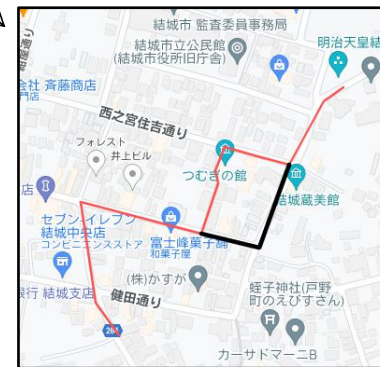 結城市 監査委員事務局
結城市立公民館
(結城市役所旧庁舎)
明治天皇結
会社 斉藤商店
門店
西之宮住吉通り
フォレスト
井上ビル
つむぎの館
結城蔵美館
店
セブン-イレブン
結城中央店
コンビニエンスストア
富士峰菓子舗
和菓子屋
(株)かすが
銀行 結城支店
健田通り
蛭子神社(戸野
町のえびすさん)
カーサドマーニB